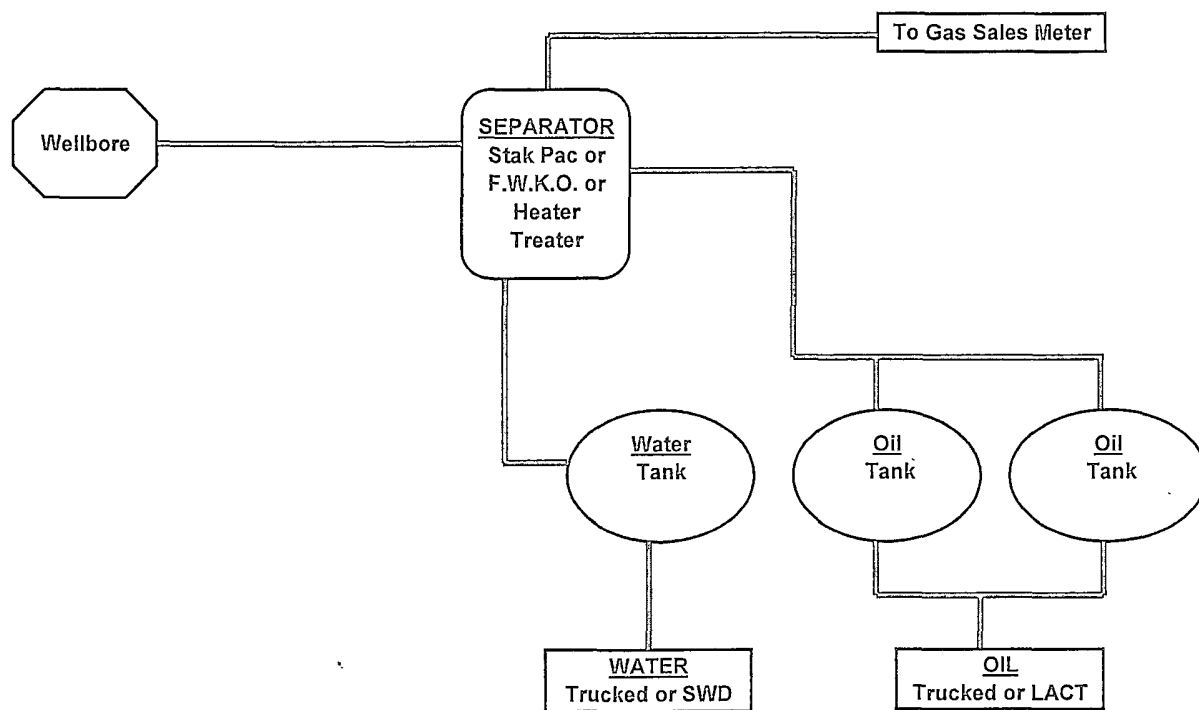 To Gas Sales Meter
Wellbore
SEPARATOR
Stak Pac or
F.W.K.O. or
Heater
Treater
Water
Tank
Oil
Tank
Oil
Tank
WATER
Trucked or SWD
OIL
Trucked or LACT